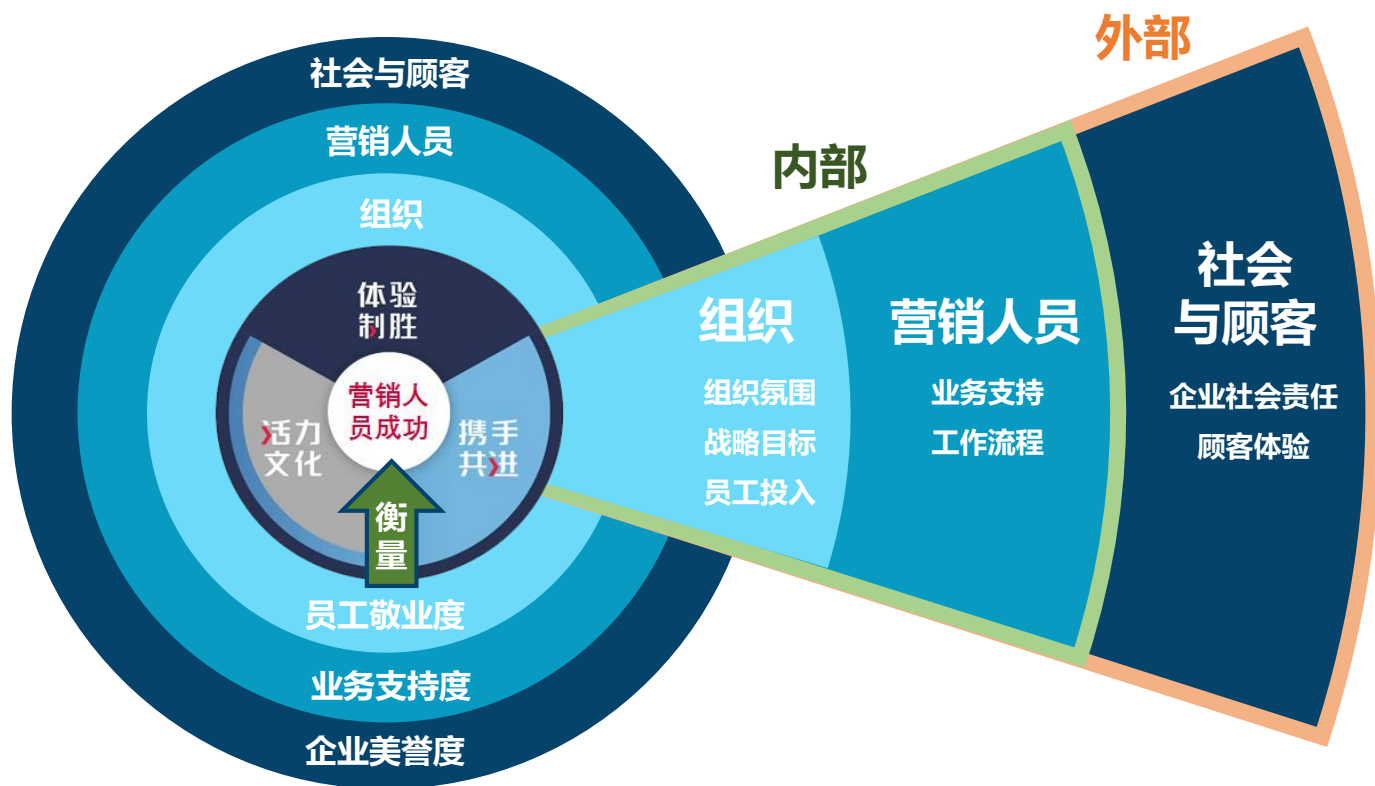 社会与顾客
营销人员
组织
体验
制胜
营销人
员成功
活力
文化
携手
共进
衡
量
员工敬业度
业务支持度
企业美誉度
内部
组织
组织氛围
战略目标
员工投入
营销人员
业务支持
工作流程
外部
社会
与顾客
企业社会责任
顾客体验